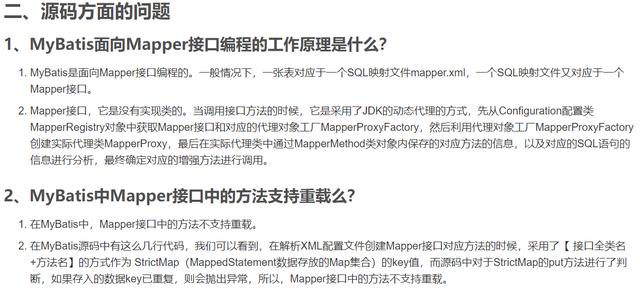 二、源码方面的问题
1、MyBatis面向Mapper接口编程的工作原理是什么？
1. MyBatis是面向Mapper接口编程的。一般情况下，一张表对应于一个SQL映射文件mapper.xml，一个SQL映射文件又对应于一个
Mapper接口。
2. Mapper接口，它是没有实现类的。当调用接口方法的时候，它是采用了JDK的动态代理的方式，先从Configuration配置类
MapperRegistry对象中获取Mapper接口和对应的代理对象工厂MapperProxyFactory，然后利用代理对象工厂MapperProxyFactory
创建实际代理类MapperProxy，最后在实际代理类中通过MapperMethod类对象内保存的对应方法的信息，以及对应的SQL语句的
信息进行分析，最终确定对应的增强方法进行调用。
2、MyBatis中Mapper接口中的方法支持重载么？
1. 在MyBatis中，Mapper接口中的方法不支持重载。
2. 在MyBatis源码中有这么几行代码，我们可以看到，在解析XML配置文件创建Mapper接口对应方法的时候，采用了【 接口全类名
+方法名】的方式作为 StrictMap（MappedStatement数据存放的Map集合）的key值，而源码中对于StrictMap的put方法进行了判
断，如果存入的数据key已重复，则会抛出异常，所以，Mapper接口中的方法不支持重载。